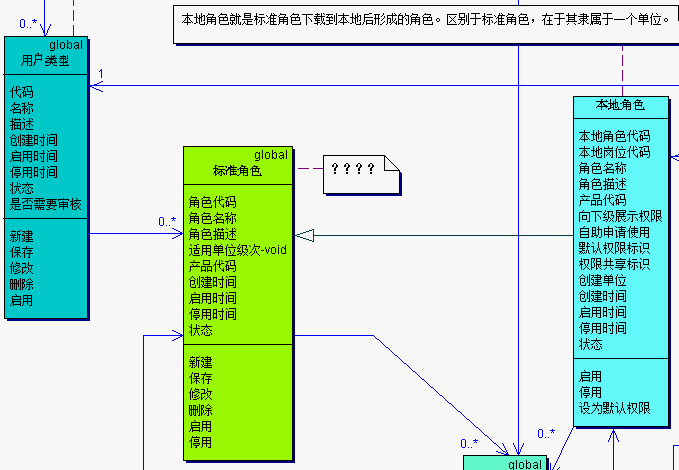 本地角色就是标准角色下载到本地后形成的角色。区别于标准角色，在于其隶属于一个单位。
0..*
global
用户类型
代码
名称
描述
创建时间
启用时间
停用时间
状态
是否需要审核
新建
保存
修改
删除
启用
1
0..*
global
标准角色
角色代码
角色名称
角色描述
适用单位级次-void
产品代码
创建时间
启用时间
停用时间
状态
新建
保存
修改
删除
启用
停用
????
本地角色
本地角色代码
本地岗位代码
角色名称
角色描述
产品代码
向下级展示权限
自助申请使用
默认权限标识
权限共享标识
创建单位
创建时间
启用时间
停用时间
状态
启用
停用
设为默认权限
0..*
0..*
global